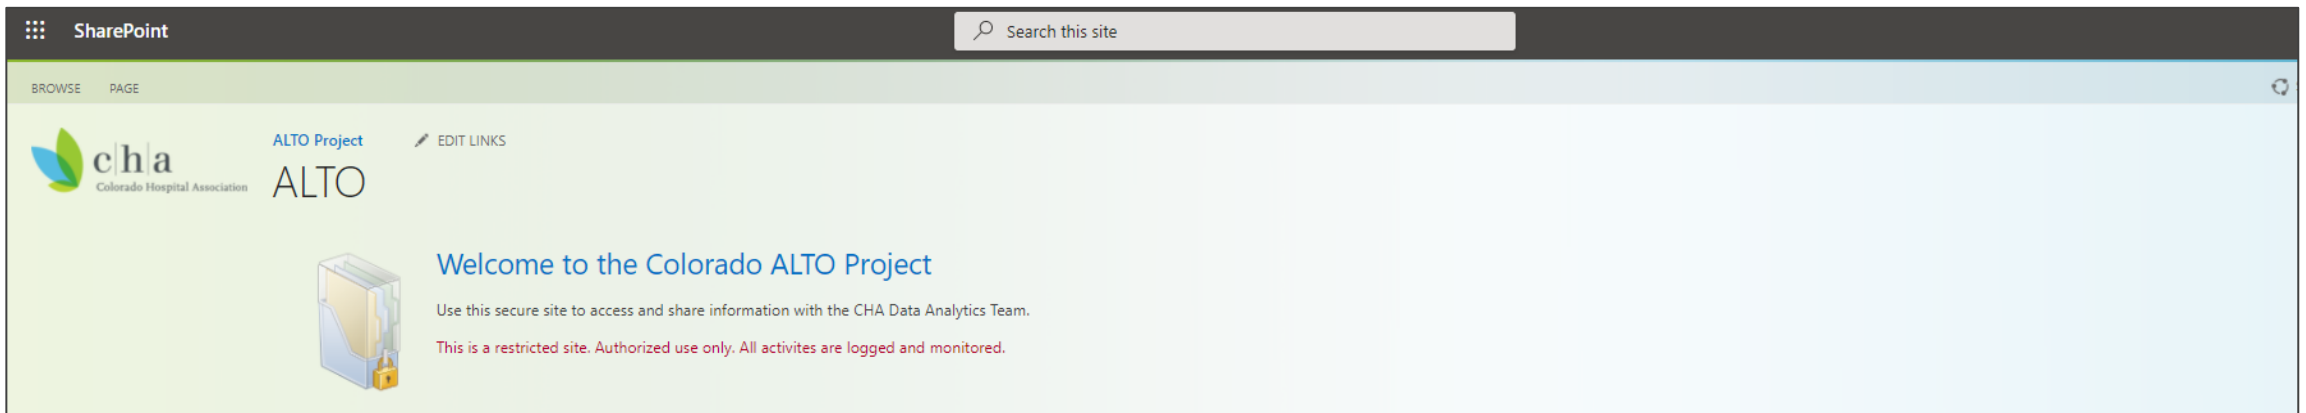 SharePoint
Search this site
BROWSE PAGE
ALTO Project EDIT LINKS
c|h|a
Colorado Hospital Association
ALTO
Welcome to the Colorado ALTO Project
Use this secure site to access and share information with the CHA Data Analytics Team.
This is a restricted site. Authorized use only. All activites are logged and monitored.